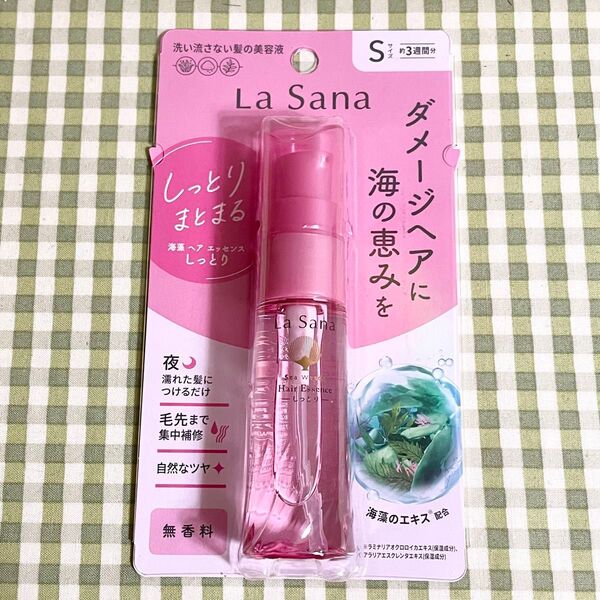 洗い流さない髪の美容液
Sサイズ 約3週間分
La Sana
ダメージヘアに
海の恵みを
しっとり
まとまる
海藻 ヘア エッセンス
しっとり
La Sana
Hair Essence
しっとり
夜
濡れた髪に
つけるだけ
毛先まで
集中補修
自然なツヤ
無香料
海藻のエキス※配合
※ラミナリアオクロロイカエキス(保湿成分)、
アラリアエスクレンタエキス(保湿成分)